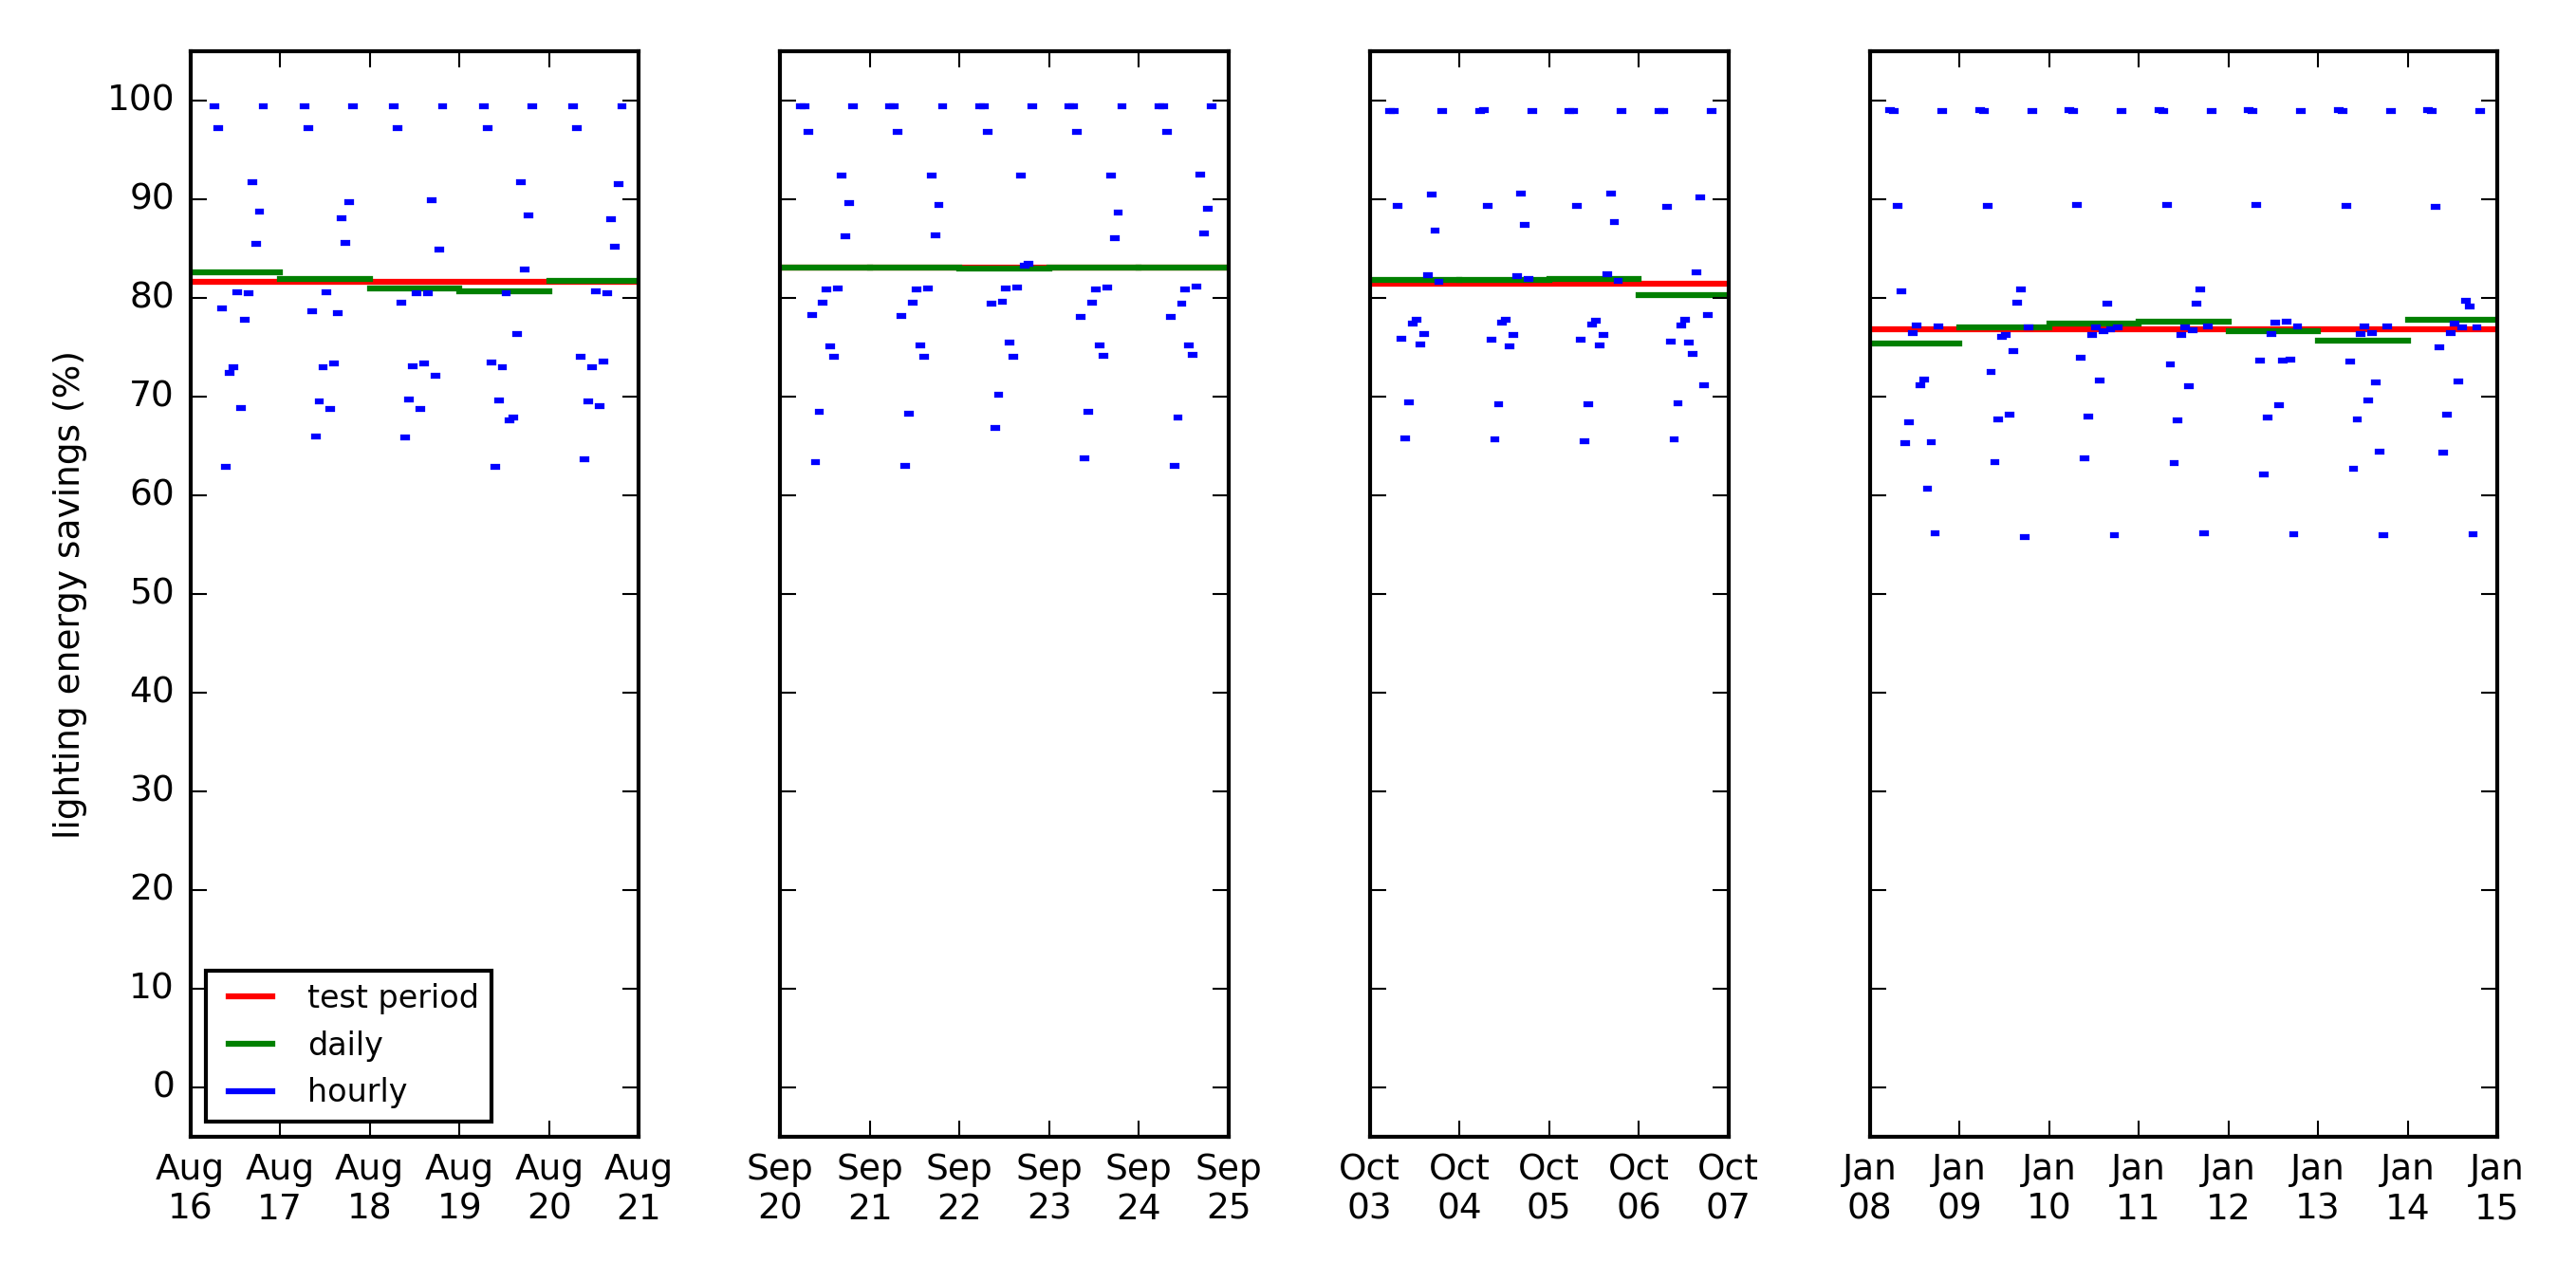 lighting energy savings (%)
100
90
80
70
60
50
40
30
20
10
0
test period
daily
hourly
Aug Aug Aug Aug Aug Aug
16 17 18 19 20 21
Sep Sep Sep Sep Sep Sep
20 21 22 23 24 25
Oct Oct Oct Oct Oct
03 04 05 06 07
Jan Jan Jan Jan Jan Jan Jan Jan
08 09 10 11 12 13 14 15